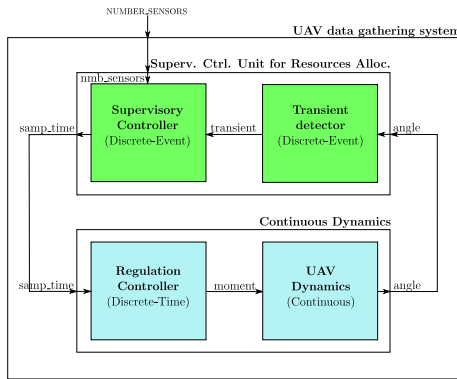 NUMBER_SENSORS
UAV data gathering system
Superv. Ctrl. Unit for Resources Alloc.
nmb_sensors
Supervisory
Controller
(Discrete-Event)
Transient
detector
(Discrete-Event)
samp_time
transient
angle
Continuous Dynamics
Regulation
Controller
(Discrete-Time)
UAV
Dynamics
(Continuous)
samp_time
moment
angle